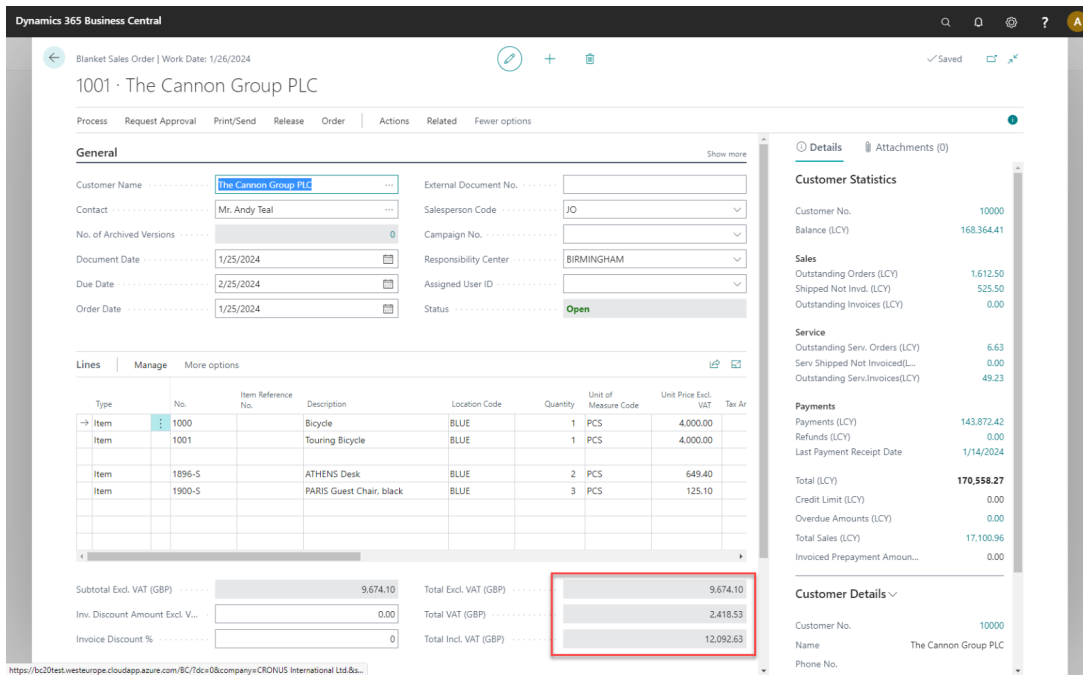 Dynamics 365 Business Central
?
A
Blanket Sales Order | Work Date: 1/26/2024
Saved
1001 · The Cannon Group PLC
Process Request Approval Print/Send Release Order Actions Related Fewer options
General
Show more
Customer Name The Cannon Group PLC
External Document No.
Contact Mr. Andy Teal
Salesperson Code JO
No. of Archived Versions 0
Campaign No.
Document Date 1/25/2024
Responsibility Center BIRMINGHAM
Due Date 2/25/2024
Assigned User ID
Order Date 1/25/2024
Status Open
Lines Manage More options
Type No. Item Reference No. Description Location Code Quantity Unit of Measure Code Unit Price Excl. VAT Tax Ar
Item 1000 Bicycle BLUE 1 PCS 4,000.00
Item 1001 Touring Bicycle BLUE 1 PCS 4,000.00
Item 1896-S ATHENS Desk BLUE 2 PCS 649.40
Item 1900-S PARIS Guest Chair, black BLUE 3 PCS 125.10
Subtotal Excl. VAT (GBP) 9,674.10
Total Excl. VAT (GBP) 9,674.10
Inv. Discount Amount Excl. V... 0.00
Total VAT (GBP) 2,418.53
Invoice Discount % 0
Total Incl. VAT (GBP) 12,092.63
Details Attachments (0)
Customer Statistics
Customer No. 10000
Balance (LCY) 168,364.41
Sales
Outstanding Orders (LCY) 1,612.50
Shipped Not Invd. (LCY) 525.50
Outstanding Invoices (LCY) 0.00
Service
Outstanding Serv. Orders (LCY) 6.63
Serv Shipped Not Invoiced(L... 0.00
Outstanding Serv.Invoices(LCY) 49.23
Payments
Payments (LCY) 143,872.42
Refunds (LCY) 0.00
Last Payment Receipt Date 1/14/2024
Total (LCY) 170,558.27
Credit Limit (LCY) 0.00
Overdue Amounts (LCY) 0.00
Total Sales (LCY) 17,100.96
Invoiced Prepayment Amoun... 0.00
Customer Details
Customer No. 10000
Name The Cannon Group PLC
Phone No.
https://bc20test.westeurope.cloudapp.azure.com/BC/?dc=0&company=CRONUS International Ltd.&s...